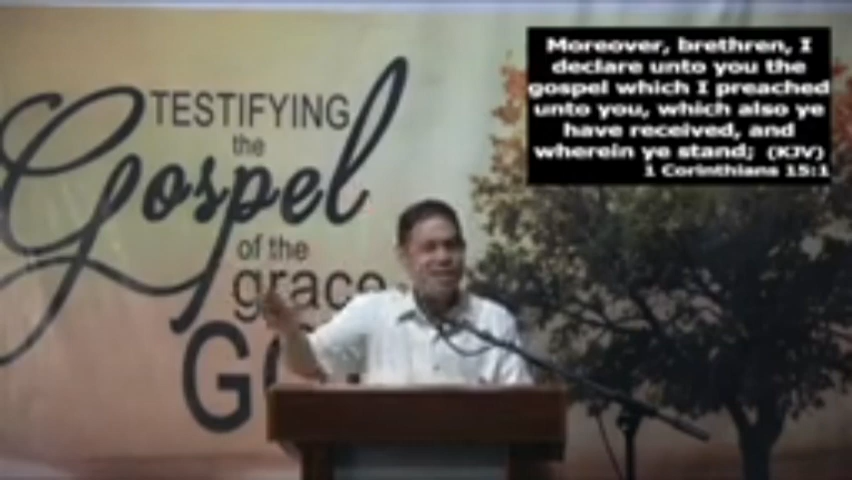 TESTIFYING
the
Gospel
of the
grace
Moreover, brethren, I
declare unto you the
gospel which I preached
unto you, which also ye
have received, and
wherein ye stand; (KJV)
1 Corinthians 15:1